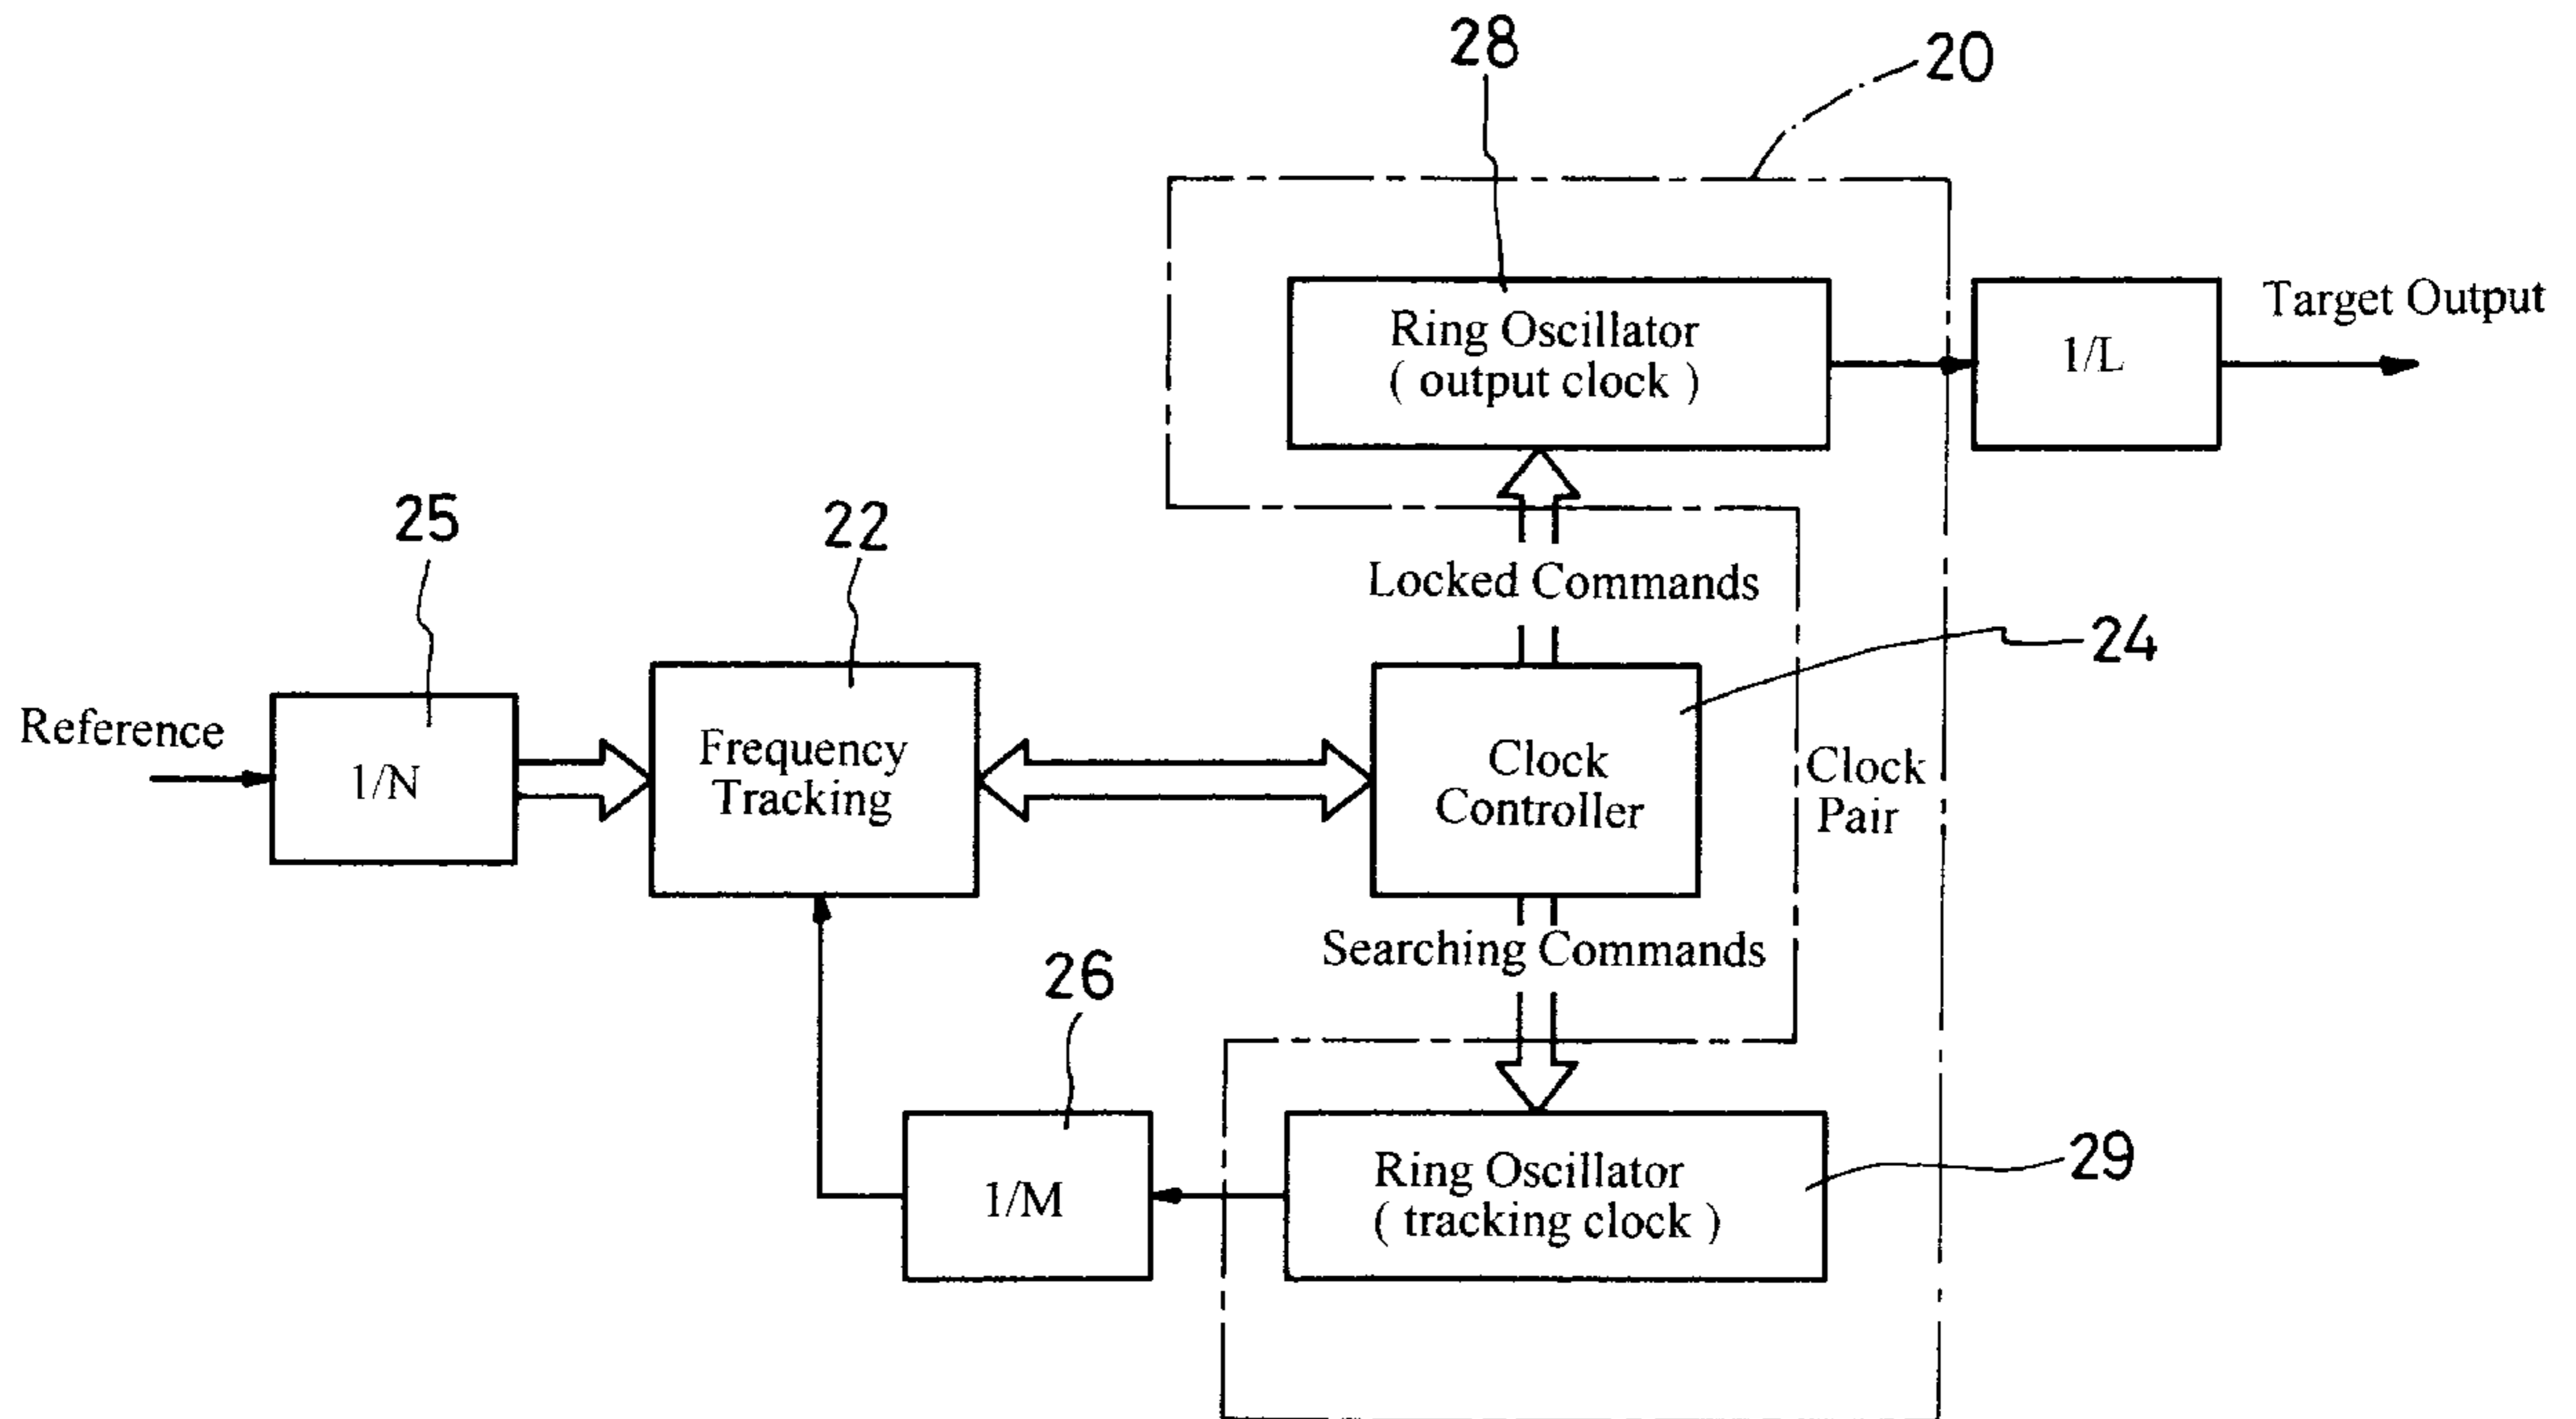 28
20
Ring Oscillator
( output clock )
1/L
Target Output
25
22
Locked Commands
24
Reference
1/N
Frequency
Tracking
Clock
Controller
Clock
Pair
Searching Commands
26
1/M
Ring Oscillator
( tracking clock )
29